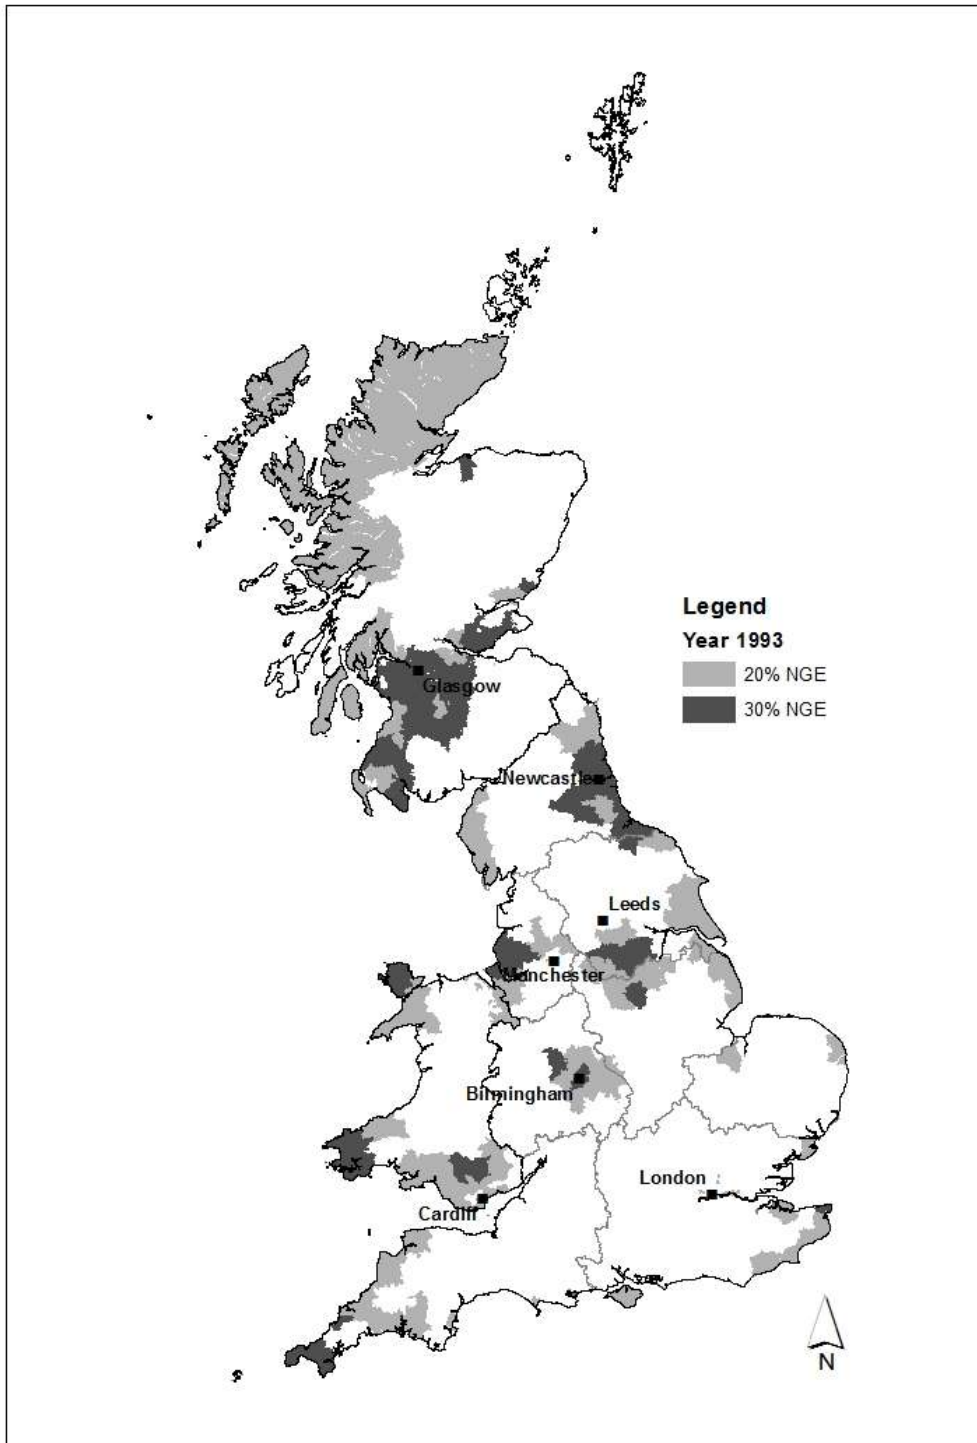 Legend
Year 1993
20% NGE
30% NGE
Glasgow
Newcastle
Leeds
Manchester
Birmingham
London
Cardiff
N